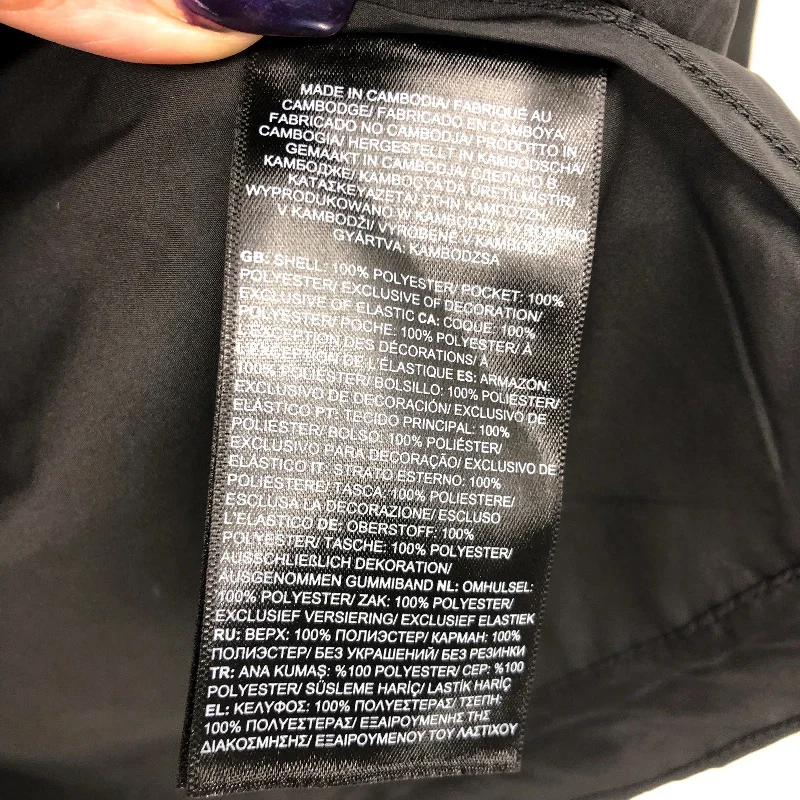 MADE IN CAMBODIA/ FABRIQUÉ AU
CAMBODGE/ FABRICADO EN CAMBOYA/
FABRICADO NO CAMBODJA/ PRODOTTO IN
CAMBOGIA/ HERGESTELLT IN KAMBODSCHA/
GEMAAKT IN CAMBODJA/ СДЕЛАНО В
КАМБОДЖЕ/ KAMBOÇYA DA ÜRETILMİSTİR/
ΚΑΤΑΣΚΕΥΑΖΕΤΑΙ ΣΤΗΝ ΚΑΜΠΟΤΖΗ/
WYPRODUKOWANO W KAMBODŻY/ VYROBENO
V KAMBODŽI/ VYROBENÉ V KAMBODŽI/
GYÁRTVA: KAMBODZSA
GB: SHELL: 100% POLYESTER/ POCKET: 100%
POLYESTER/ EXCLUSIVE OF DECORATION/
EXCLUSIVE OF ELASTIC CA: COQUE: 100%
POLYESTER/ POCHE: 100% POLYESTER/ À
L'EXCEPTION DES DÉCORATIONS/ À
L'EXCEPTION DE L'ÉLASTIQUE ES: ARMAZÓN:
100% POLIÉSTER/ BOLSILLO: 100% POLIÉSTER/
EXCLUSIVO DE DECORACIÓN/ EXCLUSIVO DE
ELÁSTICO PT: TECIDO PRINCIPAL: 100%
POLIÉSTER/ BOLSO: 100% POLIÉSTER/
EXCLUSIVO PARA DECORAÇÃO/ EXCLUSIVO DE
ELÁSTICO IT: STRATO ESTERNO: 100%
POLIESTERE/ TASCA: 100% POLIESTERE/
ESCLUSA LA DECORAZIONE/ ESCLUSO
L'ELASTICO DE: OBERSTOFF: 100%
POLYESTER/ TASCHE: 100% POLYESTER/
AUSSCHLIEßLICH DEKORATION/
AUSGENOMMEN GUMMIBAND NL: OMHULSEL:
100% POLYESTER/ ZAK: 100% POLYESTER/
EXCLUSIEF VERSIERING/ EXCLUSIEF ELASTIEK
RU: ВЕРХ: 100% ПОЛИЭСТЕР/ КАРМАН: 100%
ПОЛИЭСТЕР/ БЕЗ УКРАШЕНИЙ/ БЕЗ РЕЗИНКИ
TR: ANA KUMAŞ: %100 POLYESTER/ CEP: %100
POLYESTER/ SÜSLEME HARİÇ/ LASTİK HARİÇ
EL: ΚΕΛΥΦΟΣ: 100% ΠΟΛΥΕΣΤΕΡΑΣ/ ΤΣΕΠΗ:
100% ΠΟΛΥΕΣΤΕΡΑΣ/ ΕΞΑΙΡΟΥΜΕΝΗΣ ΤΗΣ
ΔΙΑΚΟΣΜΗΣΗΣ/ ΕΞΑΙΡΟΥΜΕΝΟΥ ΤΟΥ ΛΑΣΤΙΧΟΥ